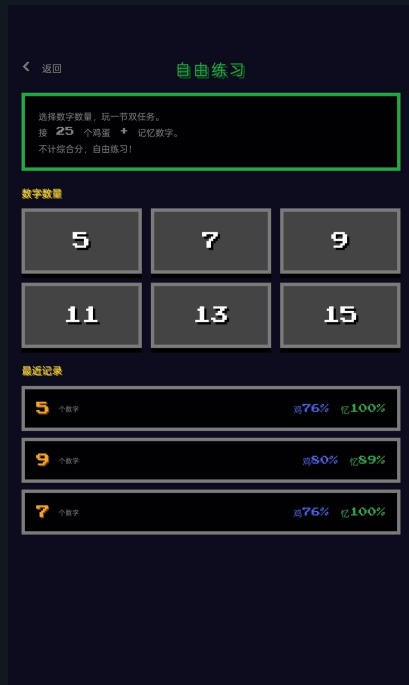 返回
自由练习
选择数字数量，玩一节双任务。
接 25 个鸡蛋 + 记忆数字。
不计综合分，自由练习！
数字数量
5 7 9
11 13 15
最近记录
5 个数字 鸡76% 忆100%
9 个数字 鸡80% 忆89%
7 个数字 鸡76% 忆100%